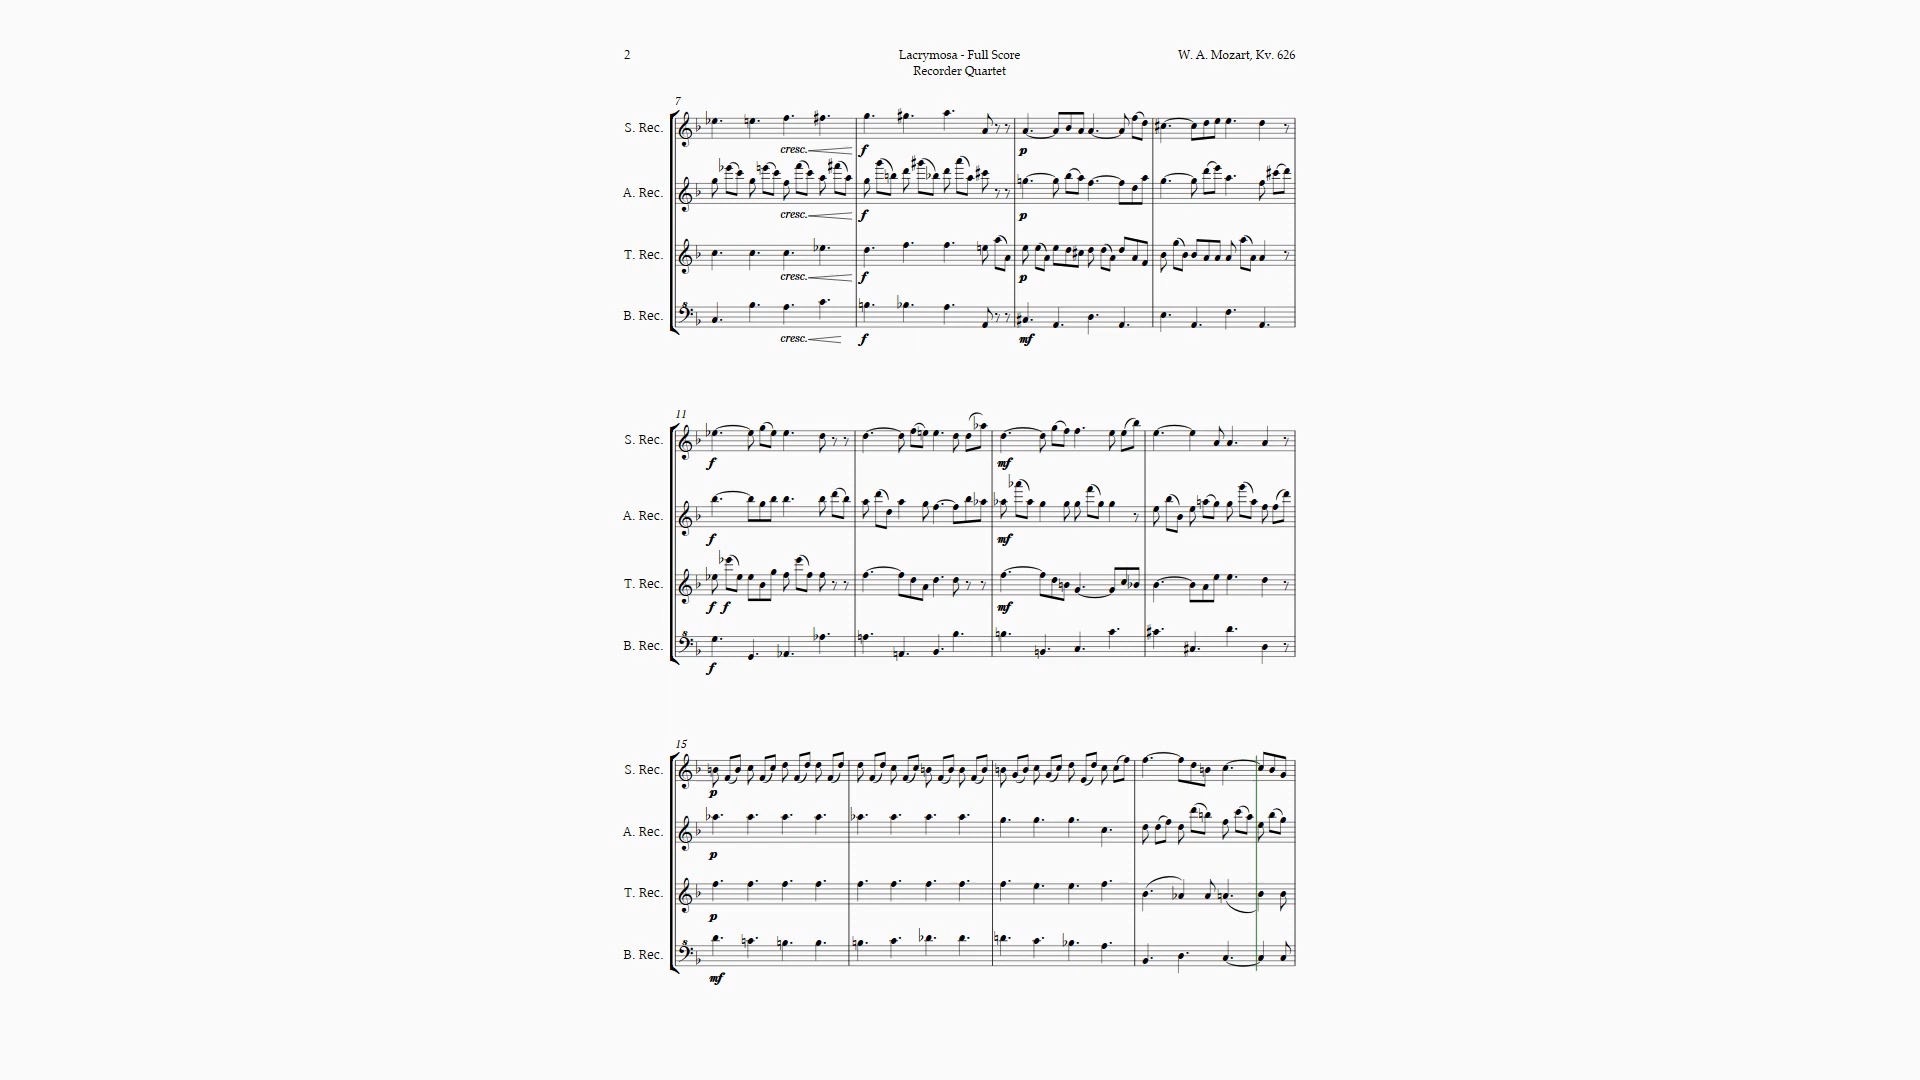 2 Lacrymosa - Full Score W. A. Mozart, Kv. 626
Recorder Quartet
7
S. Rec.
cresc. f p
A. Rec.
cresc. f p
T. Rec.
cresc. f p
B. Rec.
cresc. f mf
11
S. Rec.
f mf
A. Rec.
f mf
T. Rec.
f f mf
B. Rec.
f
15
S. Rec.
p
A. Rec.
p
T. Rec.
p
B. Rec.
mf